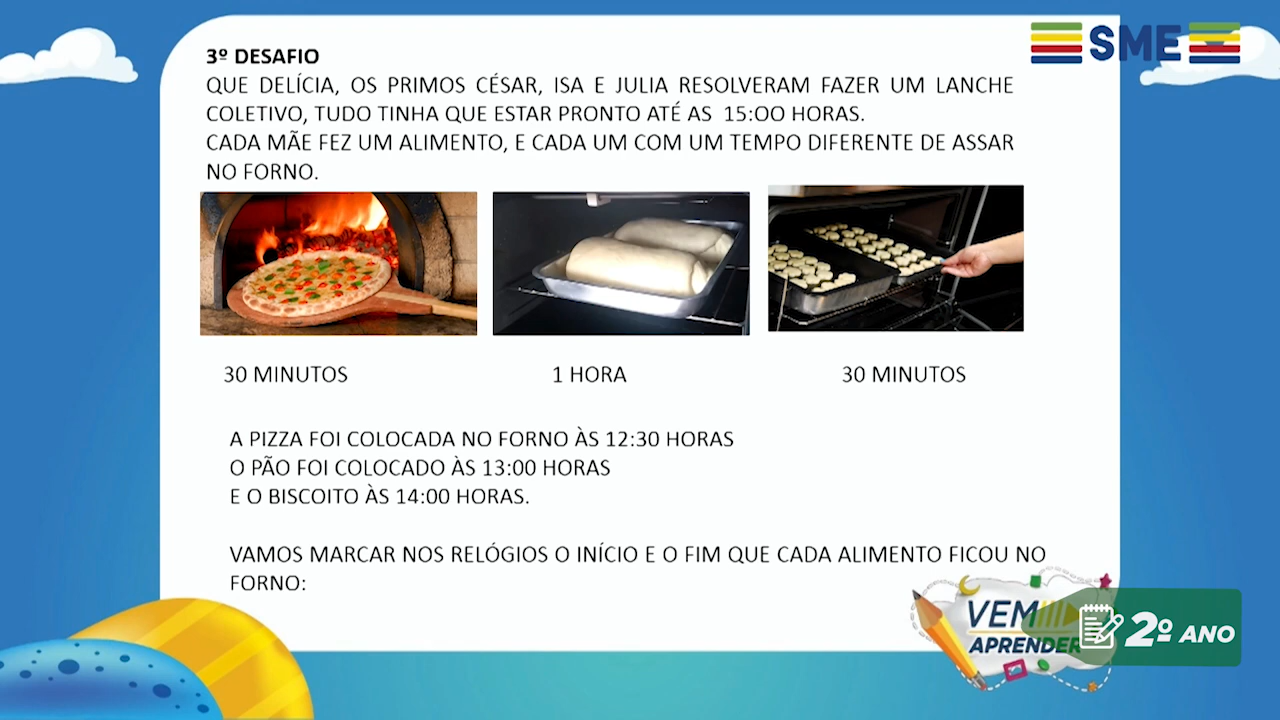 SME
3º DESAFIO
QUE DELÍCIA, OS PRIMOS CÉSAR, ISA E JULIA RESOLVERAM FAZER UM LANCHE
COLETIVO, TUDO TINHA QUE ESTAR PRONTO ATÉ AS 15:OO HORAS.
CADA MÃE FEZ UM ALIMENTO, E CADA UM COM UM TEMPO DIFERENTE DE ASSAR
NO FORNO.
30 MINUTOS
1 HORA
30 MINUTOS
A PIZZA FOI COLOCADA NO FORNO ÀS 12:30 HORAS
O PÃO FOI COLOCADO ÀS 13:00 HORAS
E O BISCOITO ÀS 14:00 HORAS.
VAMOS MARCAR NOS RELÓGIOS O INÍCIO E O FIM QUE CADA ALIMENTO FICOU NO
FORNO:
VEM
APRENDER
2º ANO